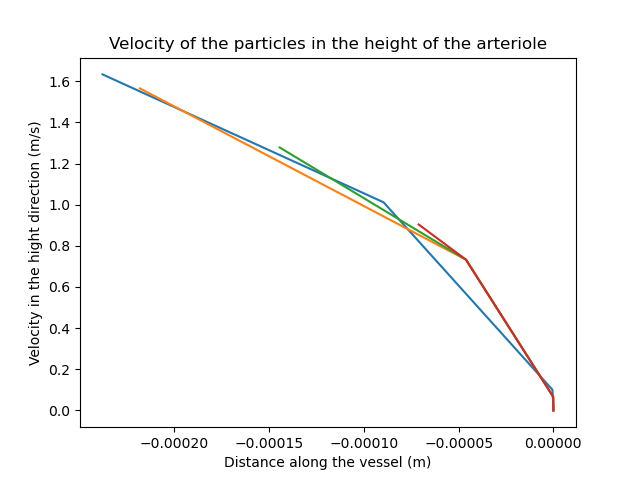 Velocity of the particles in the height of the arteriole
Velocity in the hight direction (m/s)
1.6
1.4
1.2
1.0
0.8
0.6
0.4
0.2
0.0
−0.00020 −0.00015 −0.00010 −0.00005 0.00000
Distance along the vessel (m)